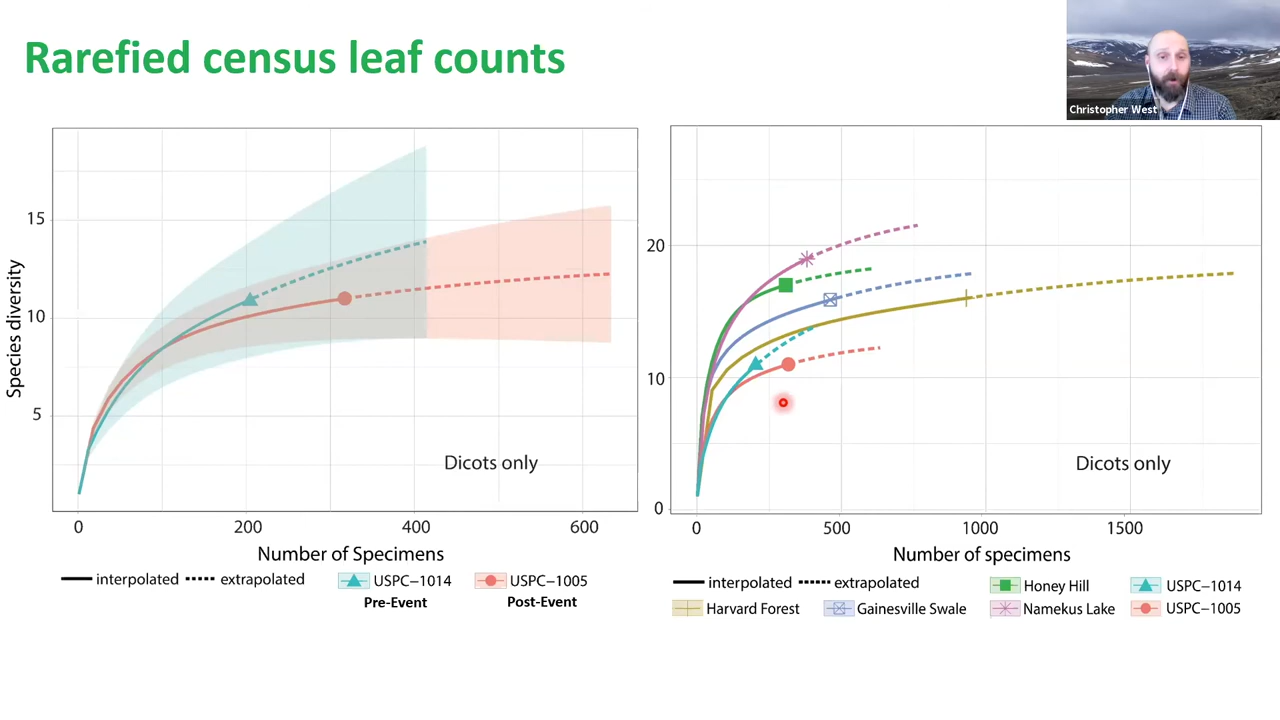 Rarefied census leaf counts
Christopher West
Species diversity
15
10
5
Dicots only
0 200 400 600
Number of Specimens
interpolated extrapolated USPC−1014 USPC−1005
Pre-Event Post-Event
20
10
0
Dicots only
0 500 1000 1500
Number of specimens
interpolated extrapolated Honey Hill USPC−1014
Harvard Forest Gainesville Swale Namekus Lake USPC−1005